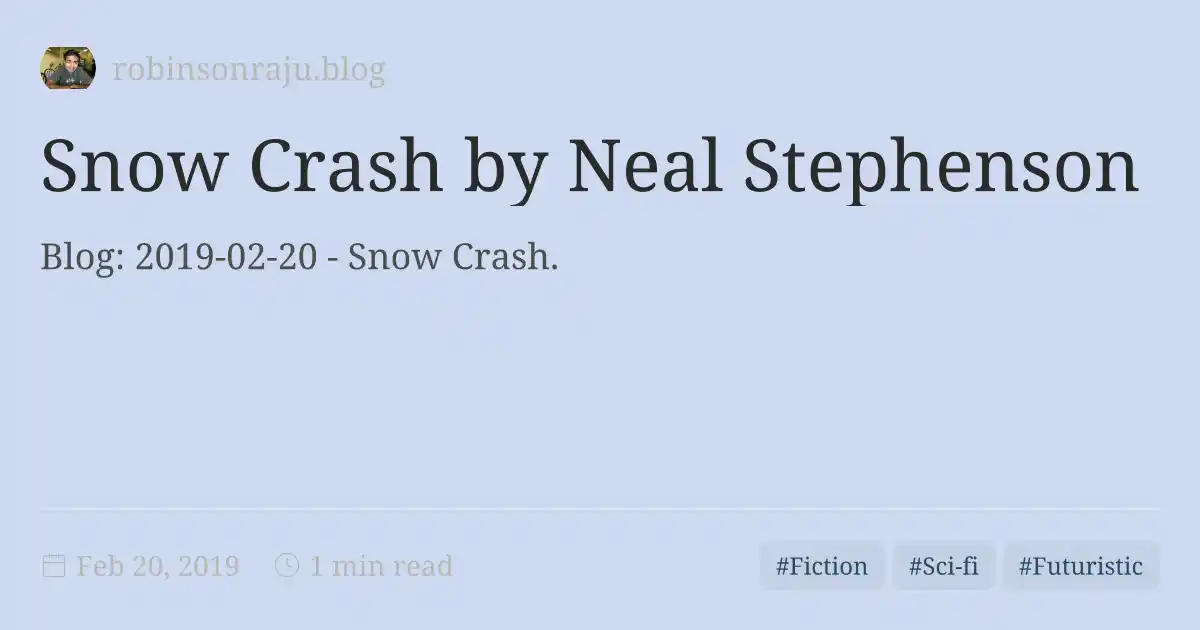 robinsonraju.blog
Snow Crash by Neal Stephenson
Blog: 2019-02-20 - Snow Crash.
Feb 20, 2019 1 min read #Fiction #Sci-fi #Futuristic